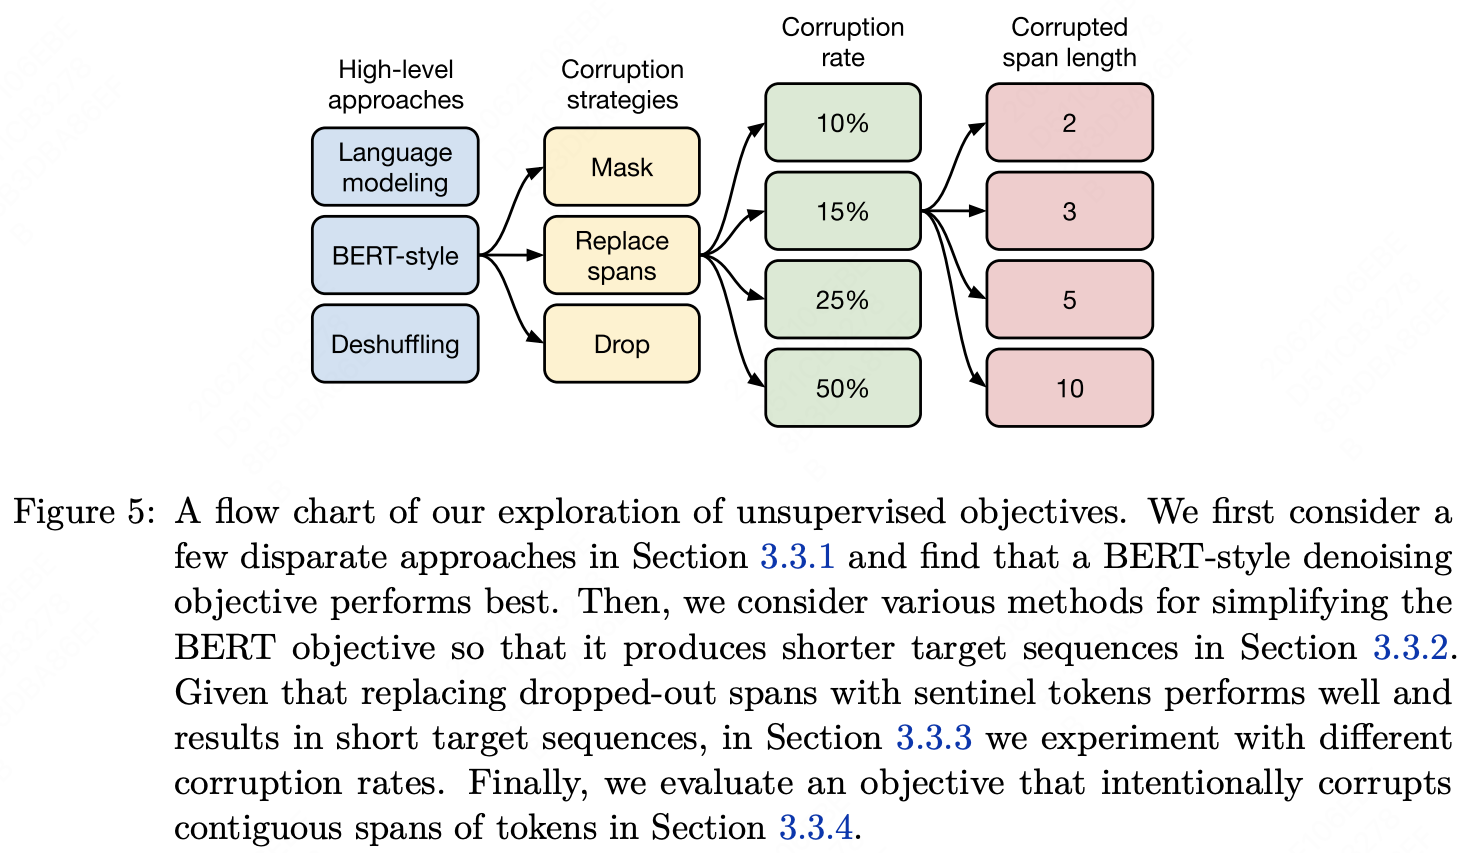 High-level
approaches
Language
modeling
BERT-style
Deshuffling
Corruption
strategies
Mask
Replace
spans
Drop
Corruption
rate
10%
15%
25%
50%
Corrupted
span length
2
3
5
10
Figure 5: A flow chart of our exploration of unsupervised objectives. We first consider a
few disparate approaches in Section 3.3.1 and find that a BERT-style denoising
objective performs best. Then, we consider various methods for simplifying the
BERT objective so that it produces shorter target sequences in Section 3.3.2.
Given that replacing dropped-out spans with sentinel tokens performs well and
results in short target sequences, in Section 3.3.3 we experiment with different
corruption rates. Finally, we evaluate an objective that intentionally corrupts
contiguous spans of tokens in Section 3.3.4.